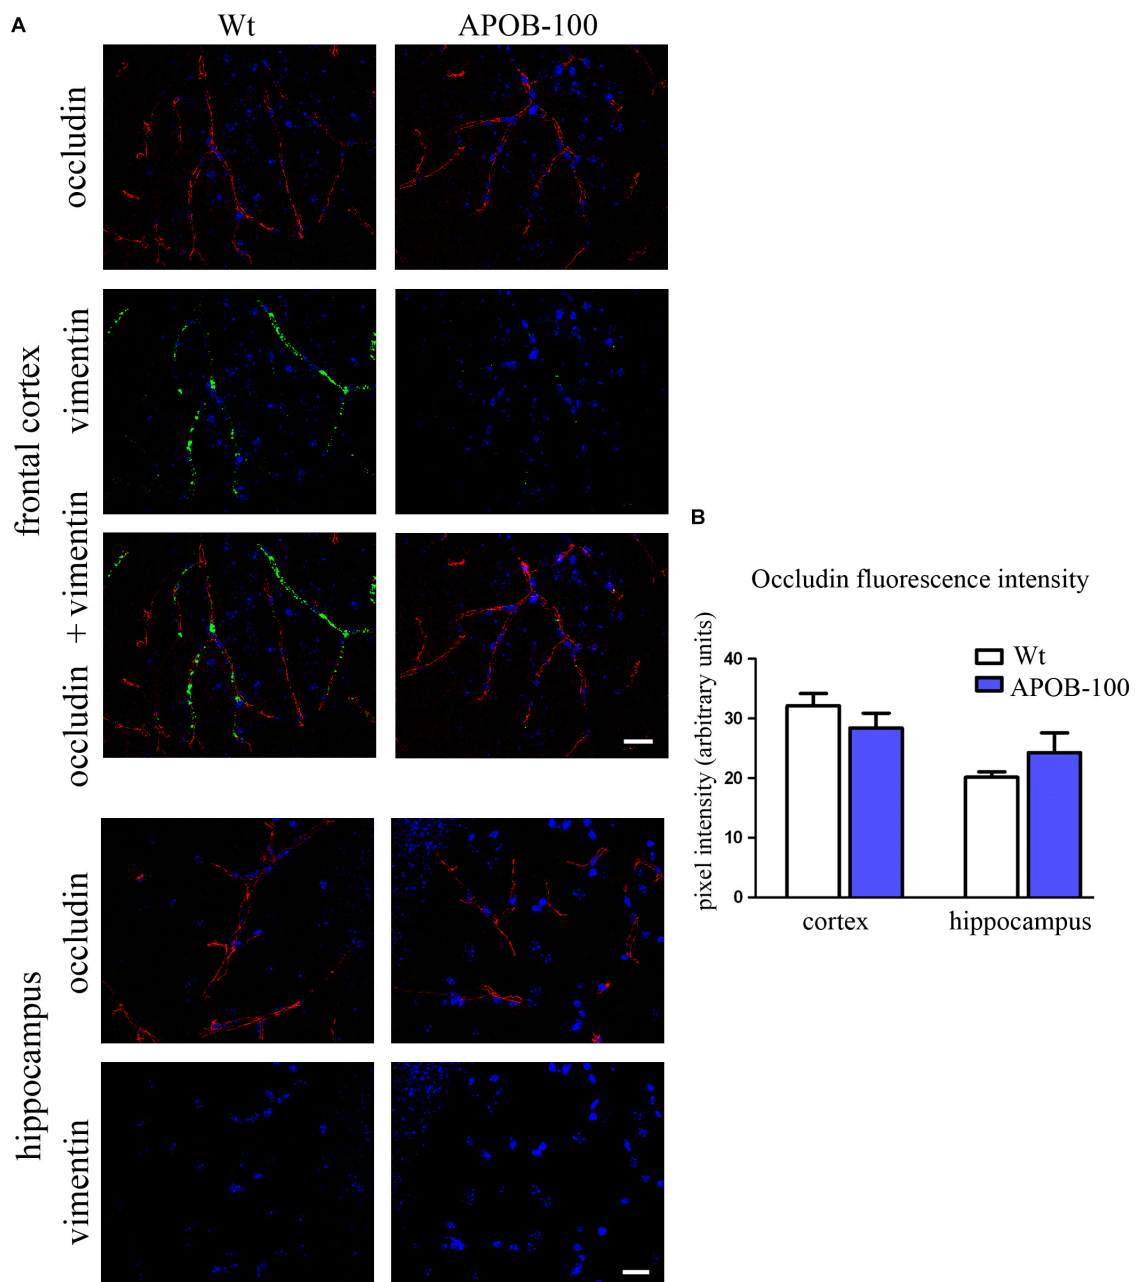 A
Wt
APOB-100
frontal cortex
occludin
vimentin
occludin + vimentin
hippocampus
occludin
vimentin
B
Occludin fluorescence intensity
pixel intensity (arbitrary units)
40
30
20
10
0
Wt
APOB-100
cortex
hippocampus